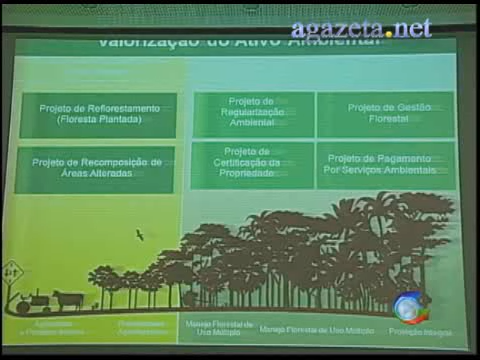 agazeta.net
Valorização do Ativo Ambiental
Projeto de Reflorestamento
(Floresta Plantada)
Projeto de
Regularização
Ambiental
Projeto de Gestão
Florestal
Projeto de Recomposição de
Áreas Alteradas
Projeto de
Certificação da
Propriedade
Projeto de Pagamento
Por Serviços Ambientais
Manejo Florestal de
Uso Múltiplo
Manejo Florestal de Uso Múltiplo
Proteção Integral